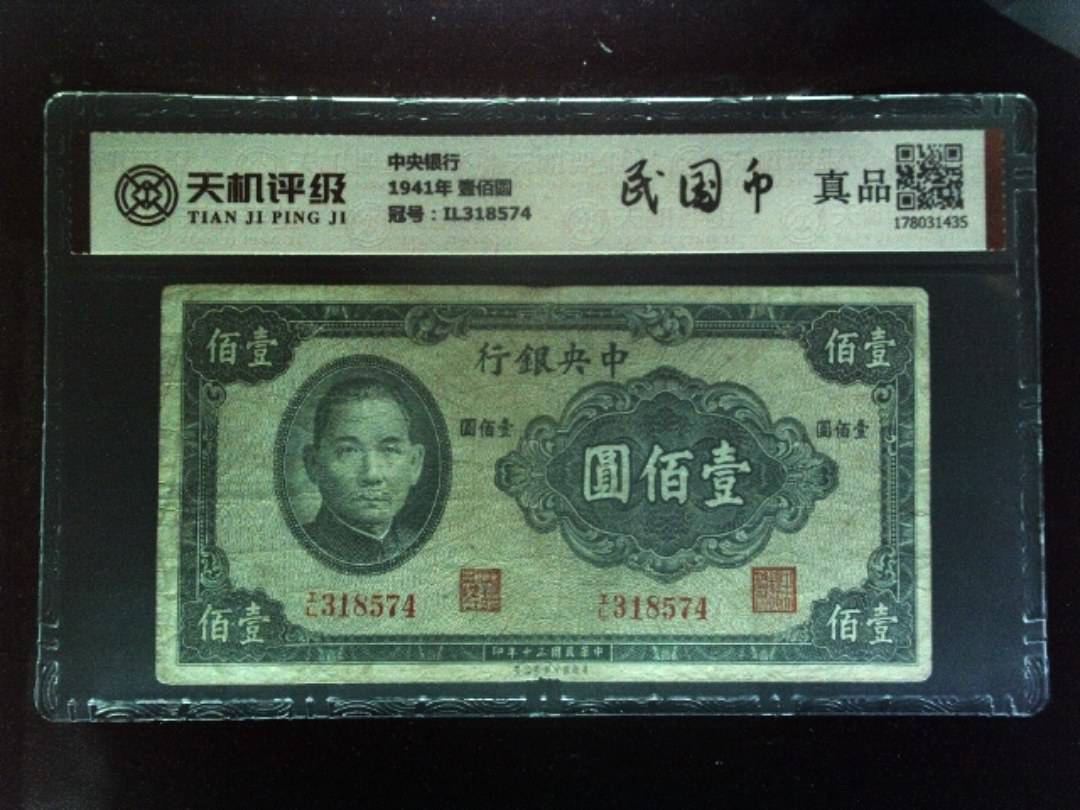 天机评级
TIAN JI PING JI
中央银行
1941年 壹佰圆
冠号：IL318574
民国币
真品
178031435
佰壹
行銀央中
佰壹
圓佰壹
圓佰壹
圓佰壹
IL318574
IL318574
佰壹
佰壹
印年十三國民華中